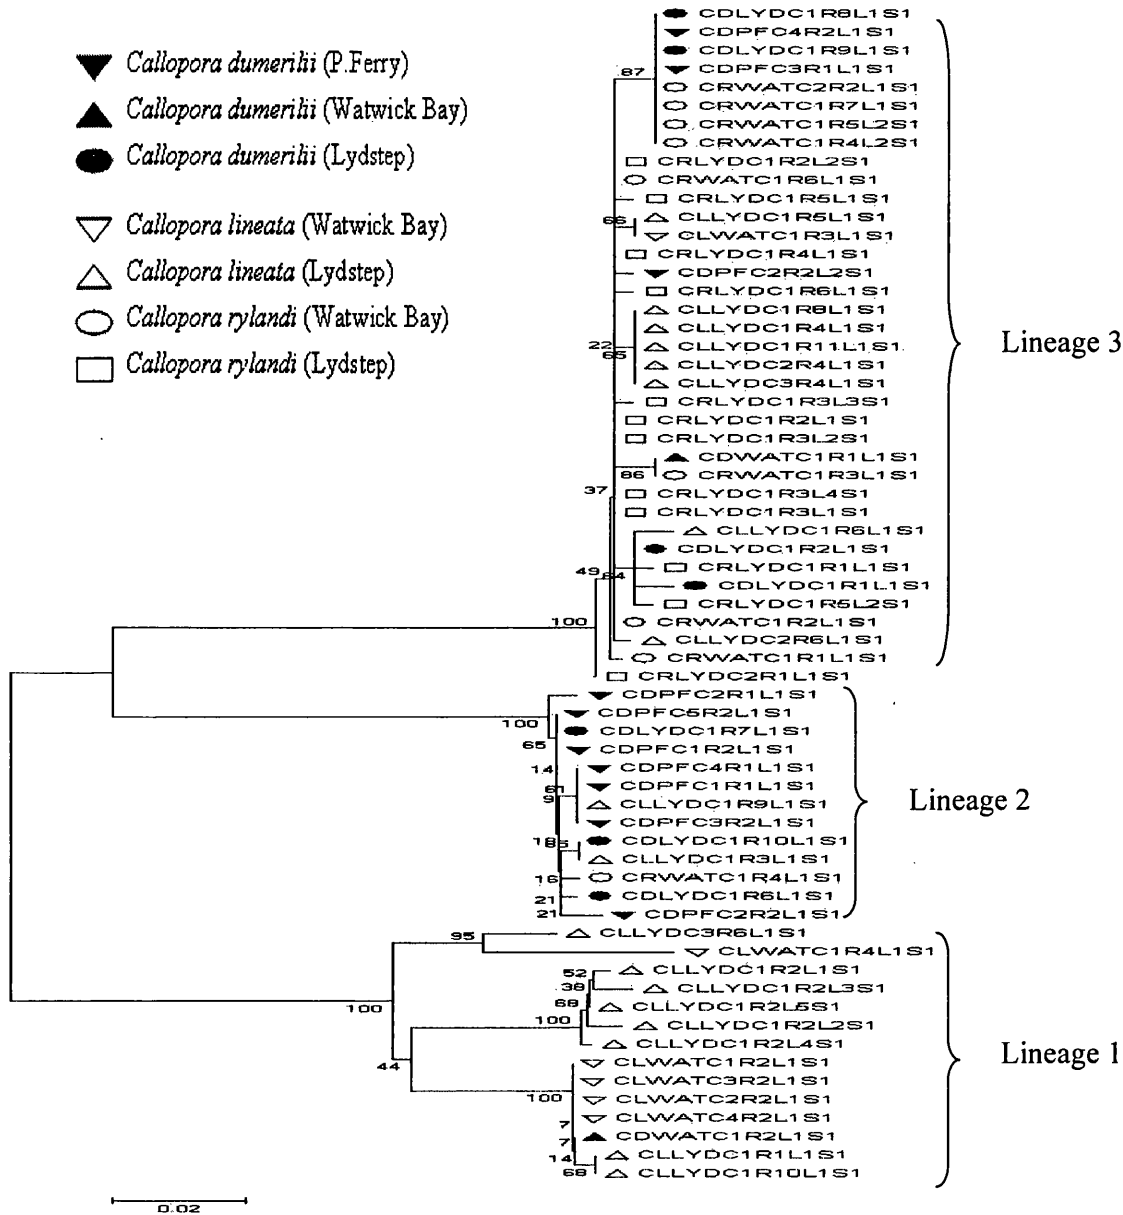 Callopora dumerilii (P.Ferry)
Callopora dumerilii (Watwick Bay)
Callopora dumerilii (Lydstep)
Callopora lineata (Watwick Bay)
Callopora lineata (Lydstep)
Callopora rylandi (Watwick Bay)
Callopora rylandi (Lydstep)
CDLYDC1R8L1S1
CDPFC4R2L1S1
CDLYDC1R9L1S1
CDPFC3R1L1S1
87
CRWATC2R2L1S1
CRWATC1R7L1S1
CRWATC1R5L2S1
CRWATC1R4L2S1
CRLYDC1R2L2S1
CRWATC1R6L1S1
CRLYDC1R5L1S1
66
CLLYDC1R5L1S1
CLWATC1R3L1S1
CRLYDC1R4L1S1
CDPFC2R2L2S1
CRLYDC1R6L1S1
CLLYDC1R8L1S1
CLLYDC1R4L1S1
22
65
CLLYDC1R11L1S1
CLLYDC2R4L1S1
CLLYDC3R4L1S1
CRLYDC1R3L3S1
CRLYDC1R2L1S1
CRLYDC1R3L2S1
CDWATC1R1L1S1
86
CRWATC1R3L1S1
37
CRLYDC1R3L4S1
CRLYDC1R3L1S1
CLLYDC1R6L1S1
CDLYDC1R2L1S1
49
64
CRLYDC1R1L1S1
CDLYDC1R1L1S1
CRLYDC1R5L2S1
100
CRWATC1R2L1S1
CLLYDC2R6L1S1
CRWATC1R1L1S1
CRLYDC2R1L1S1
Lineage 3
CDPFC2R1L1S1
100
CDPFC5R2L1S1
CDLYDC1R7L1S1
65
CDPFC1R2L1S1
14
CDPFC4R1L1S1
61
CDPFC1R1L1S1
9
CLLYDC1R9L1S1
CDPFC3R2L1S1
18
85
CDLYDC1R10L1S1
CLLYDC1R3L1S1
16
CRWATC1R4L1S1
21
CDLYDC1R6L1S1
21
CDPFC2R2L1S1
Lineage 2
95
CLLYDC3R6L1S1
CLWATC1R4L1S1
52
CLLYDC1R2L1S1
38
CLLYDC1R2L3S1
100
68
CLLYDC1R2L5S1
100
CLLYDC1R2L2S1
CLLYDC1R2L4S1
44
CLWATC1R2L1S1
CLWATC3R2L1S1
100
CLWATC2R2L1S1
CLWATC4R2L1S1
7
CDWATC1R2L1S1
7
CLLYDC1R1L1S1
14
68
CLLYDC1R10L1S1
Lineage 1
0.02